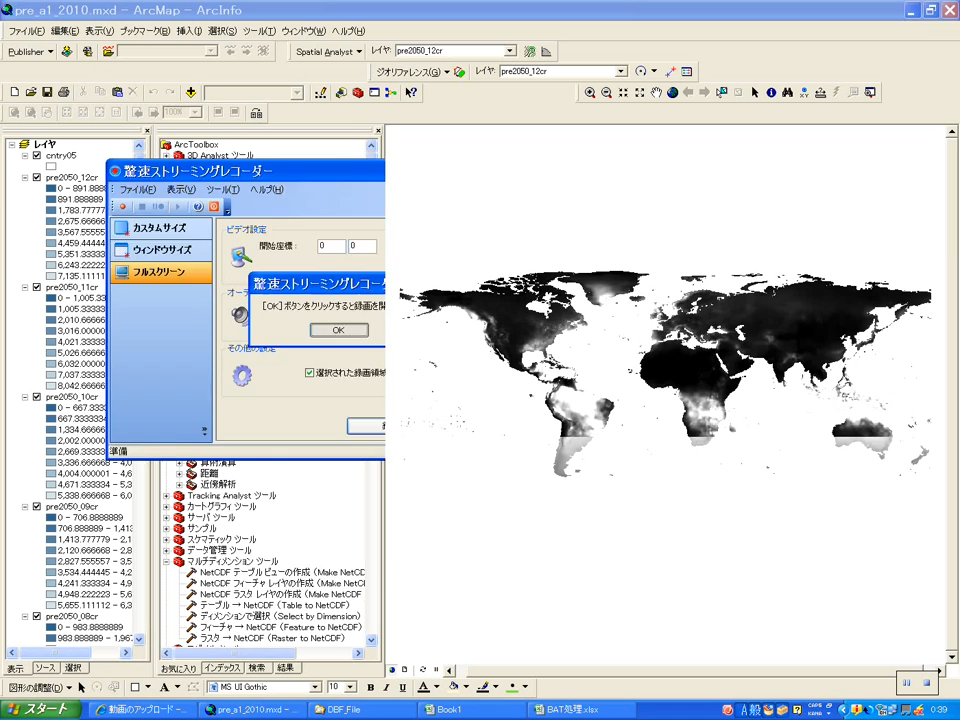 pre_a1_2010.mxd - ArcMap - ArcInfo
ファイル(F) 編集(E) 表示(V) ブックマーク(B) 挿入(I) 選択(S) ツール(T) ウィンドウ(W) ヘルプ(H)
Publisher
Spatial Analyst
レイヤ:
pre2050_12cr
ジオリファレンス(G)
レイヤ:
pre2050_12cr
100%
レイヤ
cntry05
pre2050_12cr
0 - 891.888
891.88888
1,783.7777
2,675.66666
3,567.55555
4,459.4444
5,351.33333
6,243.22222
7,135.11111
pre2050_11cr
0 - 1,005.33
1,005.3333
2,010.6666
3,016.0000
4,021.3333
5,026.6666
6,032.0000
7,037.3333
8,042.6666
pre2050_10cr
0 - 667.3333
667.33333
1,334.6666
2,002.0000
2,669.3333
3,336.666668 - 4,0
4,004.000001 - 4,6
4,671.333334 - 5,3
5,338.666668 - 6,0
pre2050_09cr
0 - 706.8888889
706.888889 - 1,413
1,413.777779 - 2,1
2,120.666668 - 2,8
2,827.555557 - 3,5
3,534.444445 - 4,2
4,241.333334 - 4,9
4,948.222223 - 5,6
5,655.111112 - 6,3
pre2050_08cr
0 - 983.888889
983.888889 - 1,967
表示 ソース 選択
ArcToolbox
3D Analyst ツール
驚速ストリーミングレコーダー
ファイル(F) 表示(V) ツール(T) ヘルプ(H)
カスタムサイズ
ウィンドウサイズ
フルスクリーン
ビデオ設定
開始座標:
0
0
驚速ストリーミングレコー
[OK]ボタンをクリックすると録画を開
OK
その他の設定
選択された録画領域
準備
算術演算
距離
近傍解析
Tracking Analyst ツール
カートグラフィ ツール
サーバ ツール
サンプル
スケマティック ツール
データ管理 ツール
マルチディメンション ツール
NetCDF テーブル ビューの作成 (Make NetCD
NetCDF フィーチャ レイヤの作成 (Make NetC
NetCDF ラスタ レイヤの作成 (Make NetCDF
テーブル → NetCDF (Table to NetCDF)
ディメンションで選択 (Select by Dimension)
フィーチャ → NetCDF (Feature to NetCDF)
ラスタ → NetCDF (Raster to NetCDF)
お気に入り インデックス 検索 結果
図形の調整(D)
A
MS UI Gothic
10
B I U A
スタート
動画のアップロード - ...
pre_a1_2010.mxd - ...
DBF_File
Book1
BAT処理.xlsx
A 般
CAPS
KANA
0:39